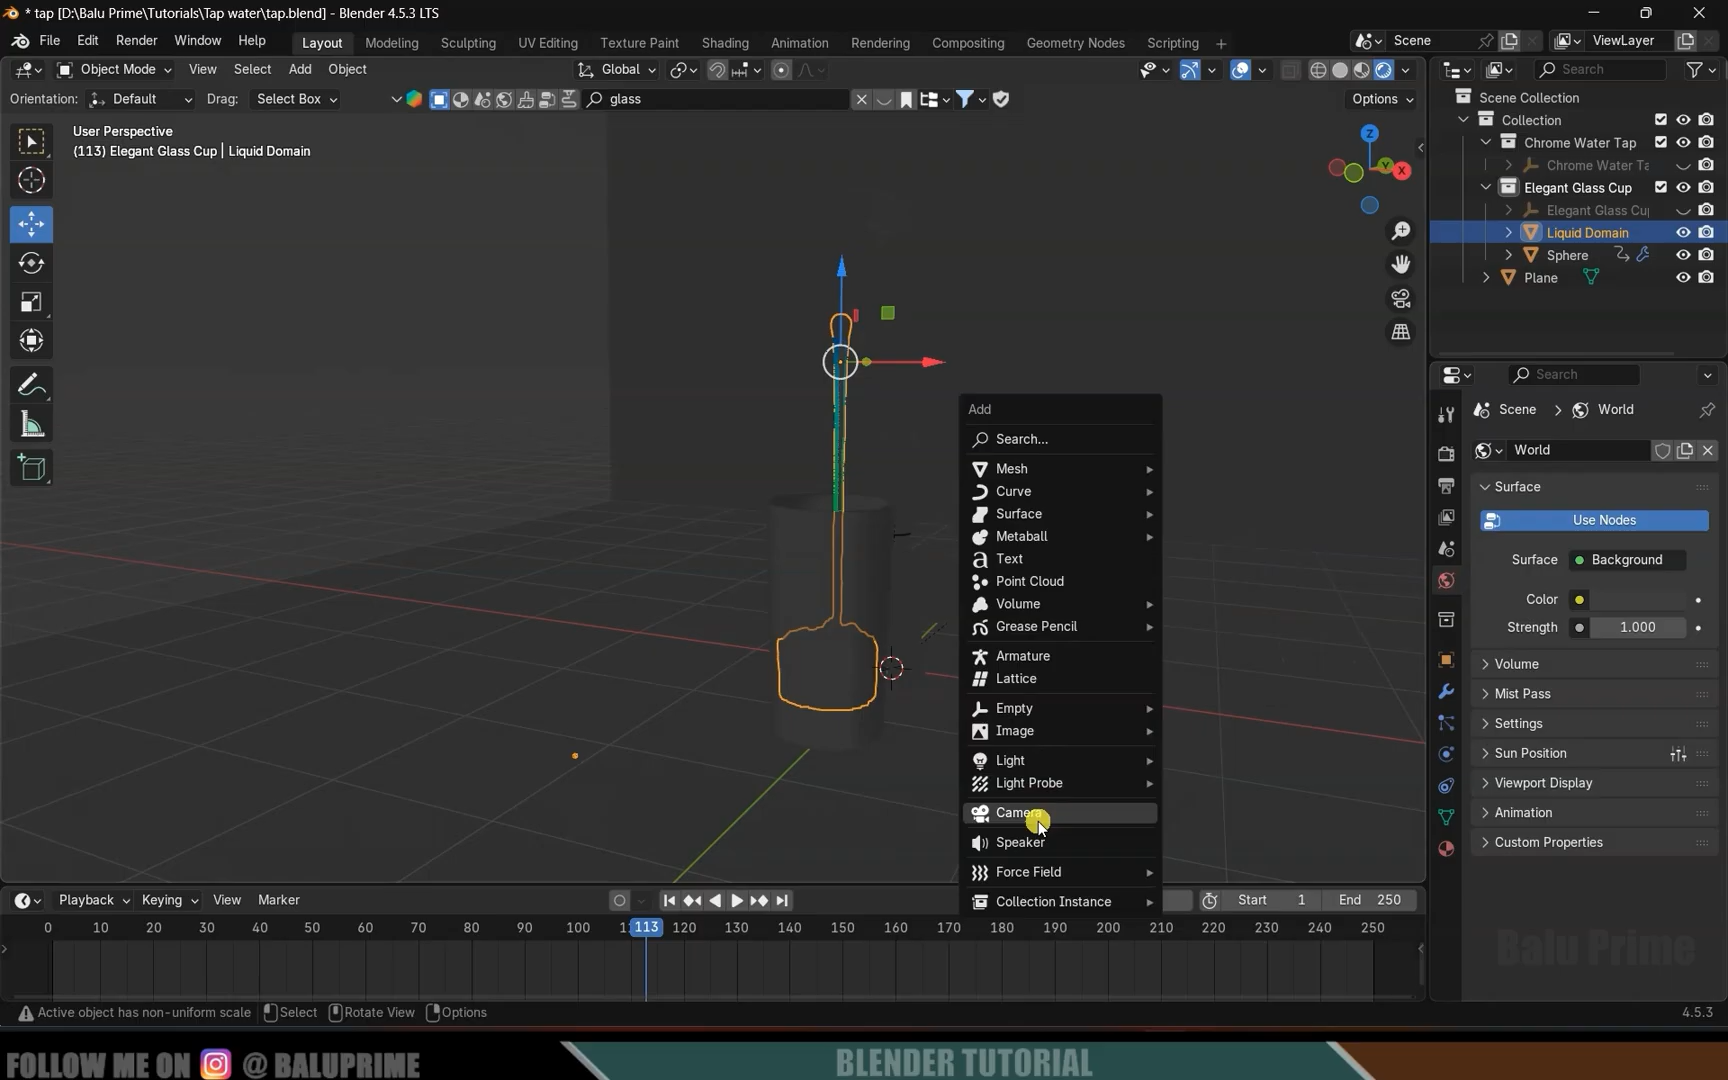 * tap [D:\Balu Prime\Tutorials\Tap water\tap.blend] - Blender 4.5.3 LTS
File Edit Render Window Help Layout Modeling Sculpting UV Editing Texture Paint Shading Animation Rendering Compositing Geometry Nodes Scripting + Scene ViewLayer
Object Mode View Select Add Object Global Search
Orientation: Default Drag: Select Box glass Options
Scene Collection
Collection
Chrome Water Tap
Chrome Water Ta
Elegant Glass Cup
Elegant Glass Cu
Liquid Domain
Sphere
Plane
User Perspective
(113) Elegant Glass Cup | Liquid Domain
Z
Y
X
Add
Search...
Mesh
Curve
Surface
Metaball
Text
Point Cloud
Volume
Grease Pencil
Armature
Lattice
Empty
Image
Light
Light Probe
Camera
Speaker
Force Field
Collection Instance
Search
Scene > World
World
Surface
Use Nodes
Surface Background
Color
Strength 1.000
Volume
Mist Pass
Settings
Sun Position
Viewport Display
Animation
Custom Properties
Balu Prime
Playback Keying View Marker Start 1 End 250
0 10 20 30 40 50 60 70 80 90 100 113 120 130 140 150 160 170 180 190 200 210 220 230 240 250
Active object has non-uniform scale Select Rotate View Options 4.5.3
FOLLOW ME ON @ BALUPRIME BLENDER TUTORIAL